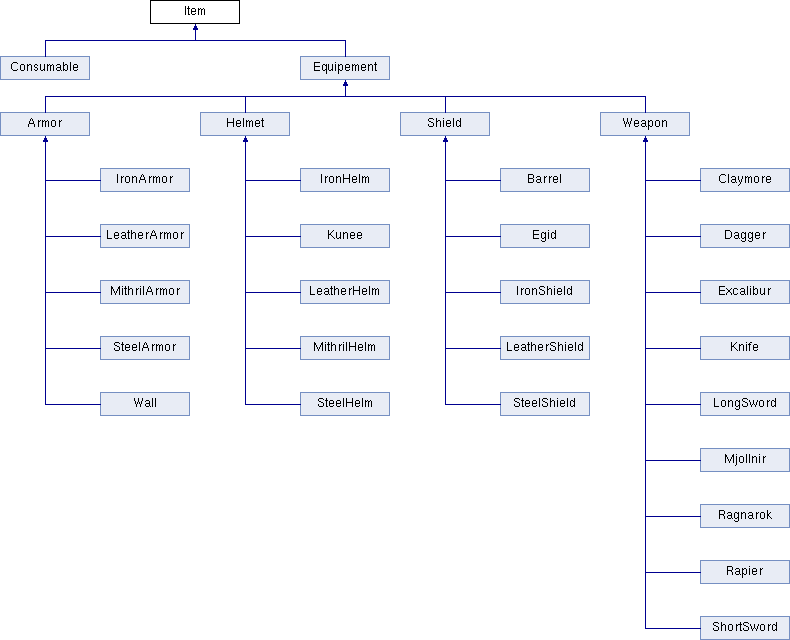 Item
Consumable
Equipement
Armor
Helmet
Shield
Weapon
IronArmor
IronHelm
Barrel
Claymore
LeatherArmor
Kunee
Egid
Dagger
MithrilArmor
LeatherHelm
IronShield
Excalibur
SteelArmor
MithrilHelm
LeatherShield
Knife
Wall
SteelHelm
SteelShield
LongSword
Mjollnir
Ragnarok
Rapier
ShortSword